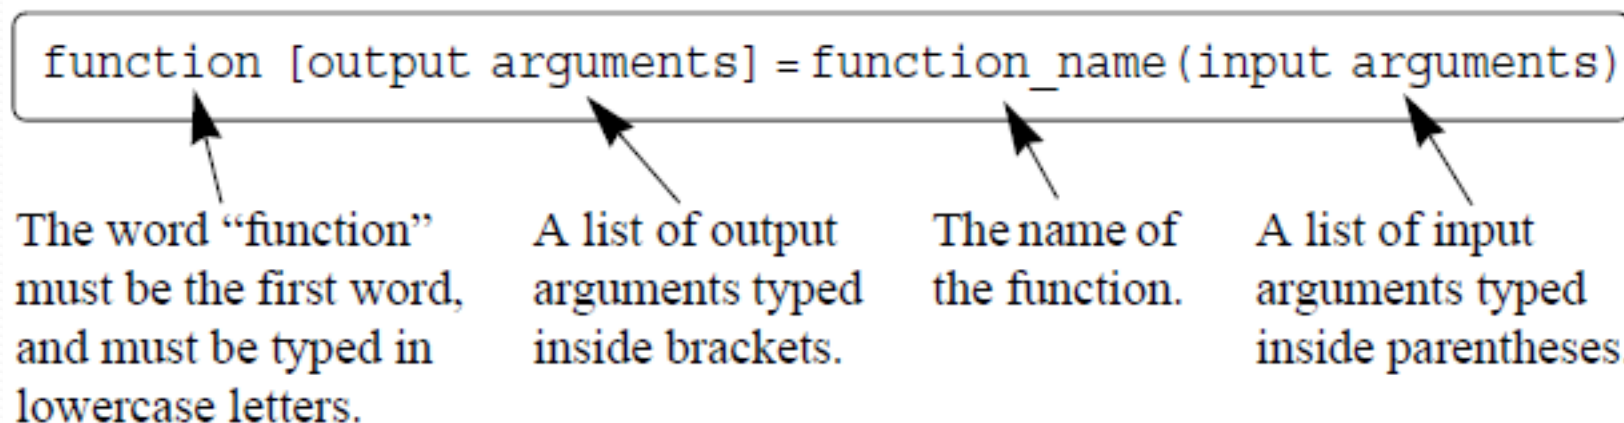 function [output arguments] = function_name(input arguments)
The word “function”
must be the first word,
and must be typed in
lowercase letters.
A list of output
arguments typed
inside brackets.
The name of
the function.
A list of input
arguments typed
inside parentheses